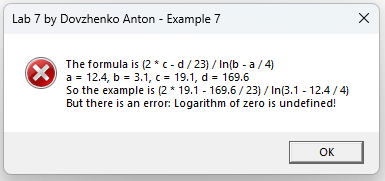 Lab 7 by Dovzhenko Anton - Example 7
The formula is (2 * c - d / 23) / ln(b - a / 4)
a = 12.4, b = 3.1, c = 19.1, d = 169.6
So the example is (2 * 19.1 - 169.6 / 23) / ln(3.1 - 12.4 / 4)
But there is an error: Logarithm of zero is undefined!
OK